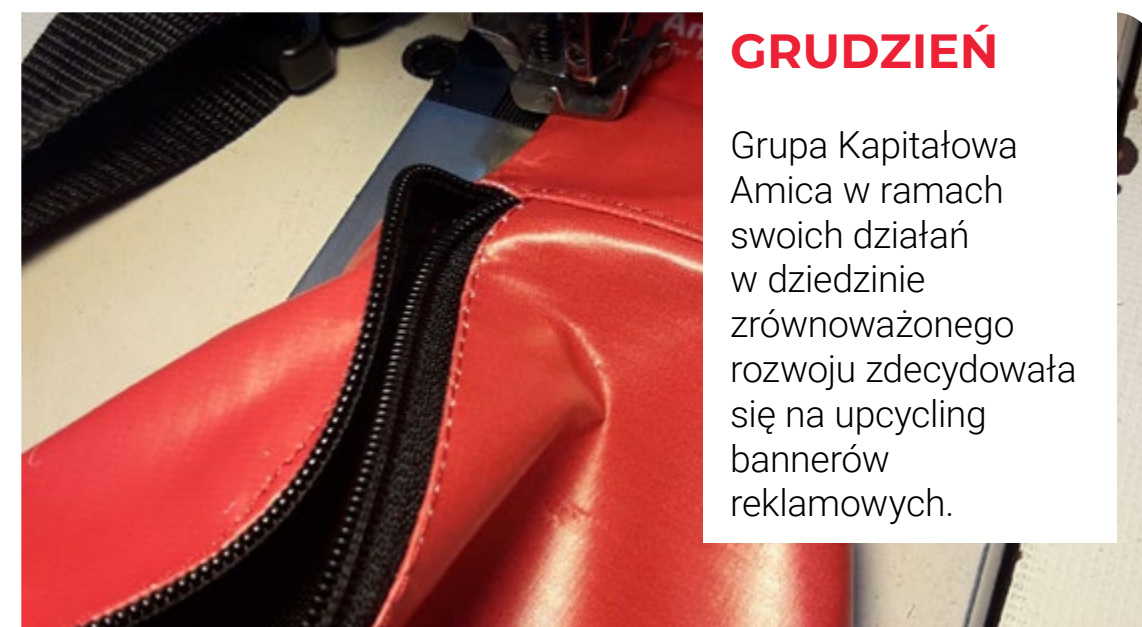 GRUDZIEŃ
Grupa Kapitałowa
Amica w ramach
swoich działań
w dziedzinie
zrównoważonego
rozwoju zdecydowała
się na upcycling
bannerów
reklamowych.